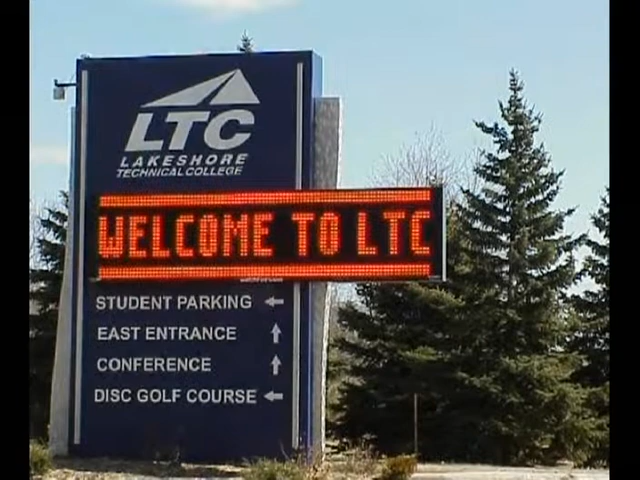 LTC
LAKESHORE
TECHNICAL COLLEGE
WELCOME TO LTC
STUDENT PARKING ←
EAST ENTRANCE ↑
CONFERENCE ↑
DISC GOLF COURSE ←